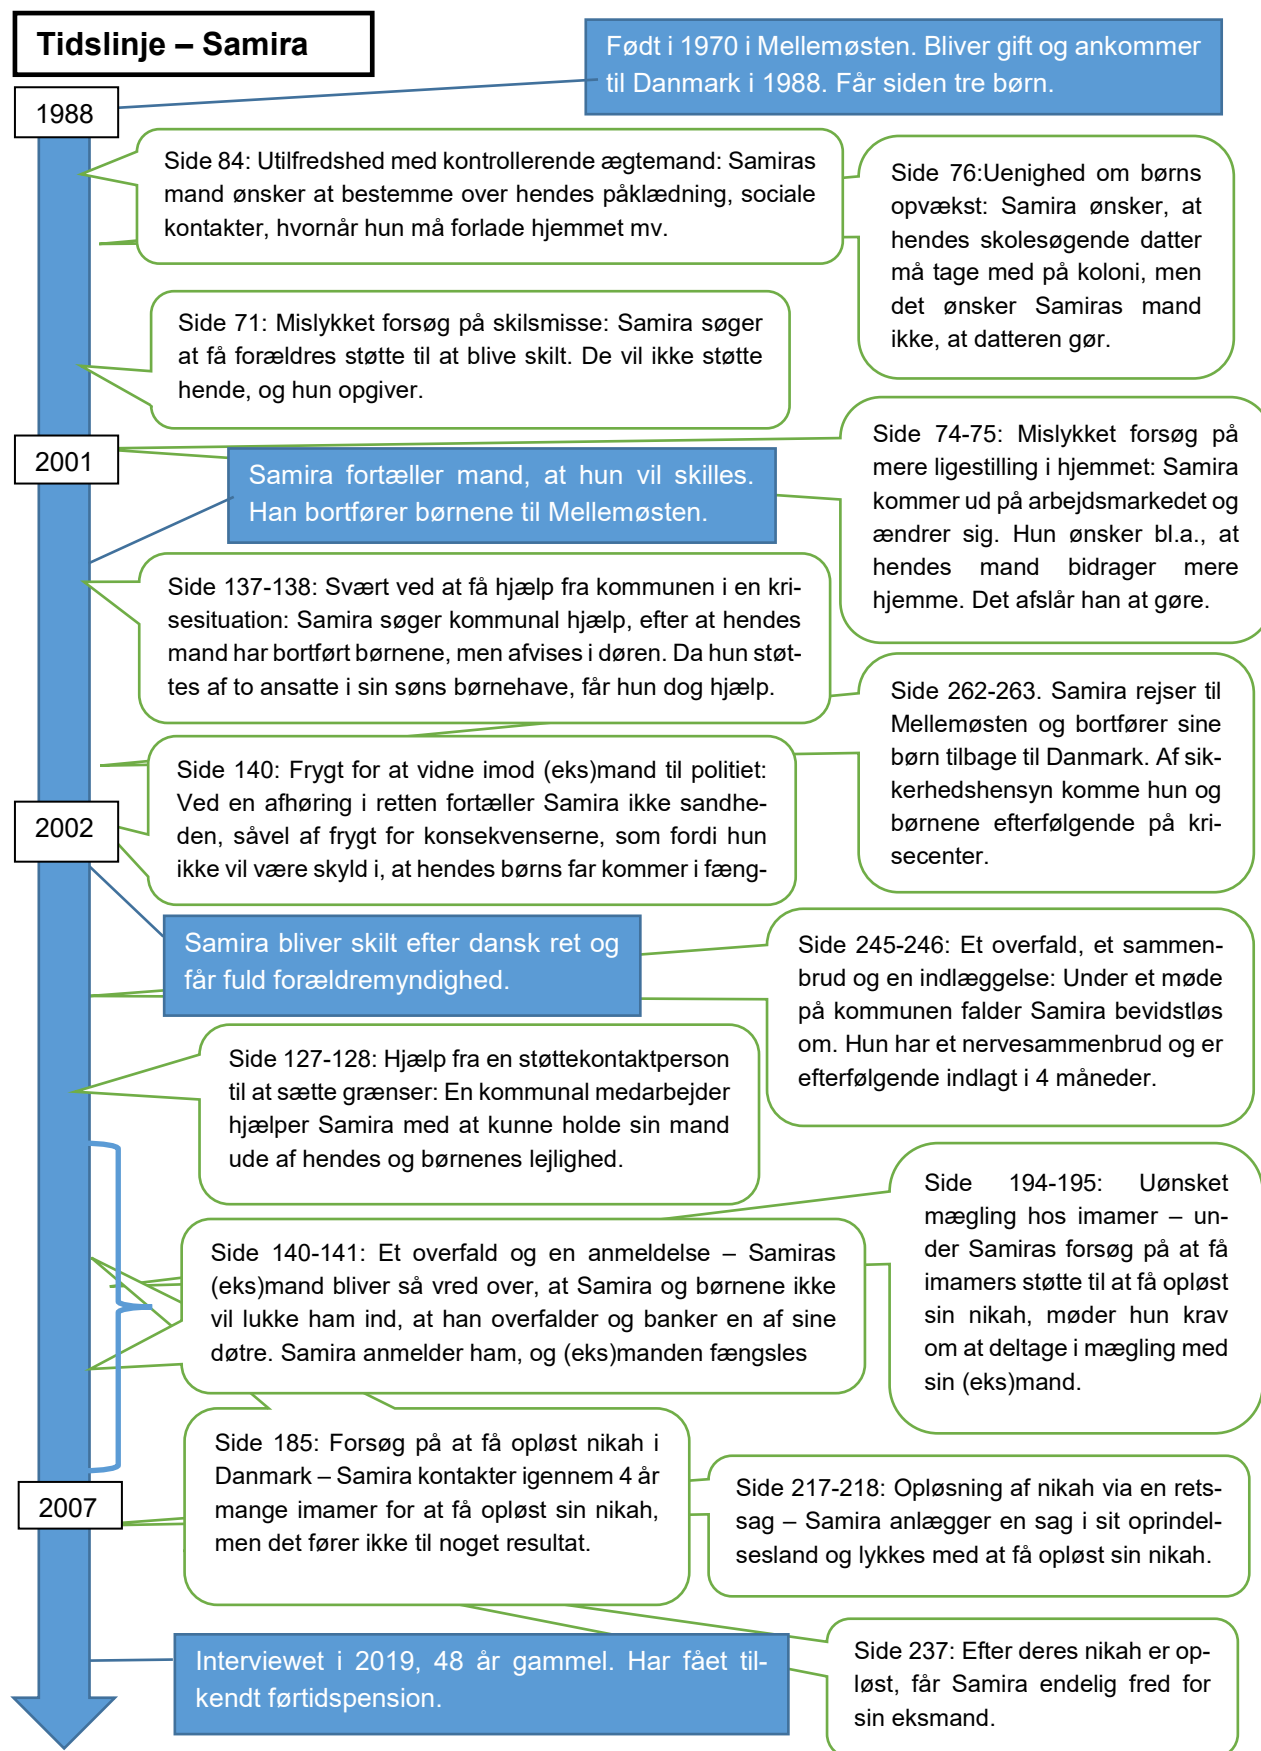 Tidslinje – Samira
Født i 1970 i Mellemøsten. Bliver gift og ankommer
til Danmark i 1988. Får siden tre børn.
1988
Side 84: Utilfredshed med kontrollerende ægtemand: Samiras
mand ønsker at bestemme over hendes påklædning, sociale
kontakter, hvornår hun må forlade hjemmet mv.
Side 76:Uenighed om børns
opvækst: Samira ønsker, at
hendes skolesøgende datter
må tage med på koloni, men
det ønsker Samiras mand
ikke, at datteren gør.
Side 71: Mislykket forsøg på skilsmisse: Samira søger
at få forældres støtte til at blive skilt. De vil ikke støtte
hende, og hun opgiver.
2001
Side 74-75: Mislykket forsøg på
mere ligestilling i hjemmet: Samira
kommer ud på arbejdsmarkedet og
ændrer sig. Hun ønsker bl.a., at
hendes mand bidrager mere
hjemme. Det afslår han at gøre.
Samira fortæller mand, at hun vil skilles.
Han bortfører børnene til Mellemøsten.
Side 137-138: Svært ved at få hjælp fra kommunen i en kri-
sesituation: Samira søger kommunal hjælp, efter at hendes
mand har bortført børnene, men afvises i døren. Da hun støt-
tes af to ansatte i sin søns børnehave, får hun dog hjælp.
Side 262-263. Samira rejser til
Mellemøsten og bortfører sine
børn tilbage til Danmark. Af sik-
kerhedshensyn komme hun og
børnene efterfølgende på kri-
secenter.
Side 140: Frygt for at vidne imod (eks)mand til politiet:
Ved en afhøring i retten fortæller Samira ikke sandhe-
den, såvel af frygt for konsekvenserne, som fordi hun
ikke vil være skyld i, at hendes børns far kommer i fæng-
2002
Samira bliver skilt efter dansk ret og
får fuld forældremyndighed.
Side 245-246: Et overfald, et sammen-
brud og en indlæggelse: Under et møde
på kommunen falder Samira bevidstløs
om. Hun har et nervesammenbrud og er
efterfølgende indlagt i 4 måneder.
Side 127-128: Hjælp fra en støttekontaktperson
til at sætte grænser: En kommunal medarbejder
hjælper Samira med at kunne holde sin mand
ude af hendes og børnenes lejlighed.
Side 194-195: Uønsket
mægling hos imamer – un-
der Samiras forsøg på at få
imamers støtte til at få opløst
sin nikah, møder hun krav
om at deltage i mægling med
sin (eks)mand.
Side 140-141: Et overfald og en anmeldelse – Samiras
(eks)mand bliver så vred over, at Samira og børnene ikke
vil lukke ham ind, at han overfalder og banker en af sine
døtre. Samira anmelder ham, og (eks)manden fængsles
Side 185: Forsøg på at få opløst nikah i
Danmark – Samira kontakter igennem 4 år
mange imamer for at få opløst sin nikah,
men det fører ikke til noget resultat.
2007
Side 217-218: Opløsning af nikah via en rets-
sag – Samira anlægger en sag i sit oprindel-
sesland og lykkes med at få opløst sin nikah.
Interviewet i 2019, 48 år gammel. Har fået til-
kendt førtidspension.
Side 237: Efter deres nikah er op-
løst, får Samira endelig fred for
sin eksmand.